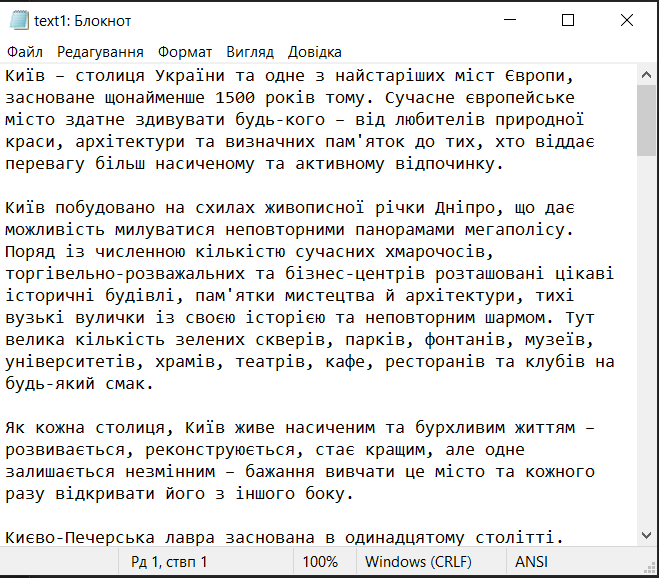 text1: Блокнот
Файл Редагування Формат Вигляд Довідка
Київ – столиця України та одне з найстаріших міст Європи,
засноване щонайменше 1500 років тому. Сучасне європейське
місто здатне здивувати будь-кого – від любителів природної
краси, архітектури та визначних пам'яток до тих, хто віддає
перевагу більш насиченому та активному відпочинку.

Київ побудовано на схилах живописної річки Дніпро, що дає
можливість милуватися неповторними панорамами мегаполісу.
Поряд із численною кількістю сучасних хмарочосів,
торгівельно-розважальних та бізнес-центрів розташовані цікаві
історичні будівлі, пам'ятки мистецтва й архітектури, тихі
вузькі вулички із своєю історією та неповторним шармом. Тут
велика кількість зелених скверів, парків, фонтанів, музеїв,
університетів, храмів, театрів, кафе, ресторанів та клубів на
будь-який смак.

Як кожна столиця, Київ живе насиченим та бурхливим життям –
розвивається, реконструюється, стає кращим, але одне
залишається незмінним – бажання вивчати це місто та кожного
разу відкривати його з іншого боку.

Києво-Печерська лавра заснована в одинадцятому столітті.
Рд 1, ствп 1 100% Windows (CRLF) ANSI